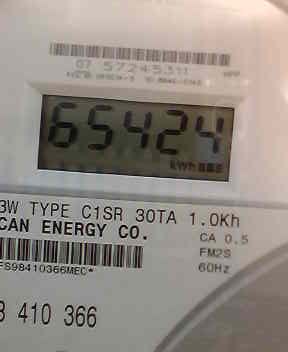 07 57245311
65424
kWh
3W TYPE C1SR 30TA 1.0Kh
CAN ENERGY CO.
CA 0.5
FM2S
60Hz
FS98410366MEC*
3 410 366